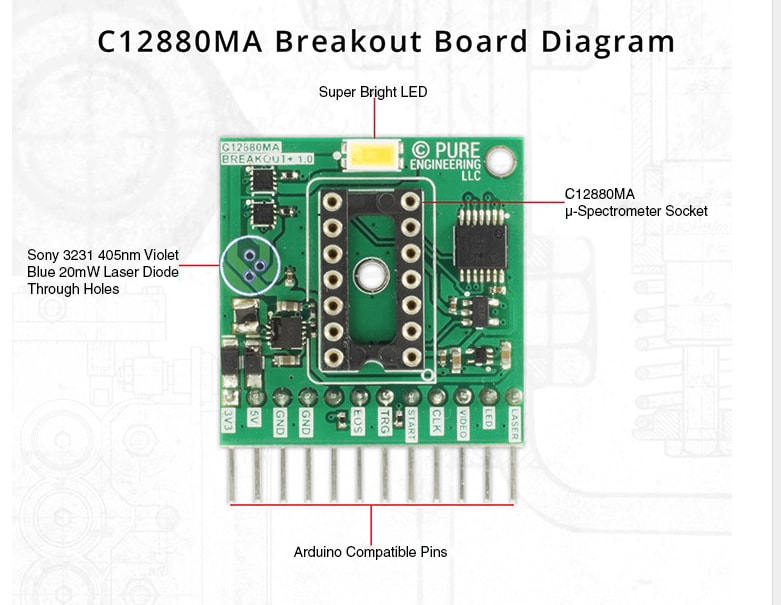 C12880MA Breakout Board Diagram
Super Bright LED
G12880MA
BREAKOUT+ 1.0
© PURE
ENGINEERING
LLC
C12880MA
μ-Spectrometer Socket
Sony 3231 405nm Violet
Blue 20mW Laser Diode
Through Holes
3V3
5V
GND
GND
EOS
TRG
START
CLK
VIDEO
LED
LASER
Arduino Compatible Pins